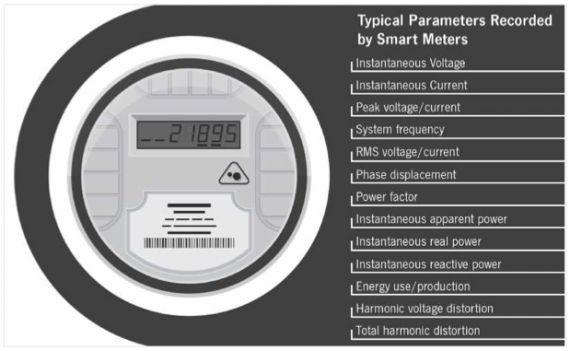 Typical Parameters Recorded
by Smart Meters
Instantaneous Voltage
Instantaneous Current
Peak voltage/current
System frequency
RMS voltage/current
Phase displacement
Power factor
Instantaneous apparent power
Instantaneous real power
Instantaneous reactive power
Energy use/production
Harmonic voltage distortion
Total harmonic distortion
__21895